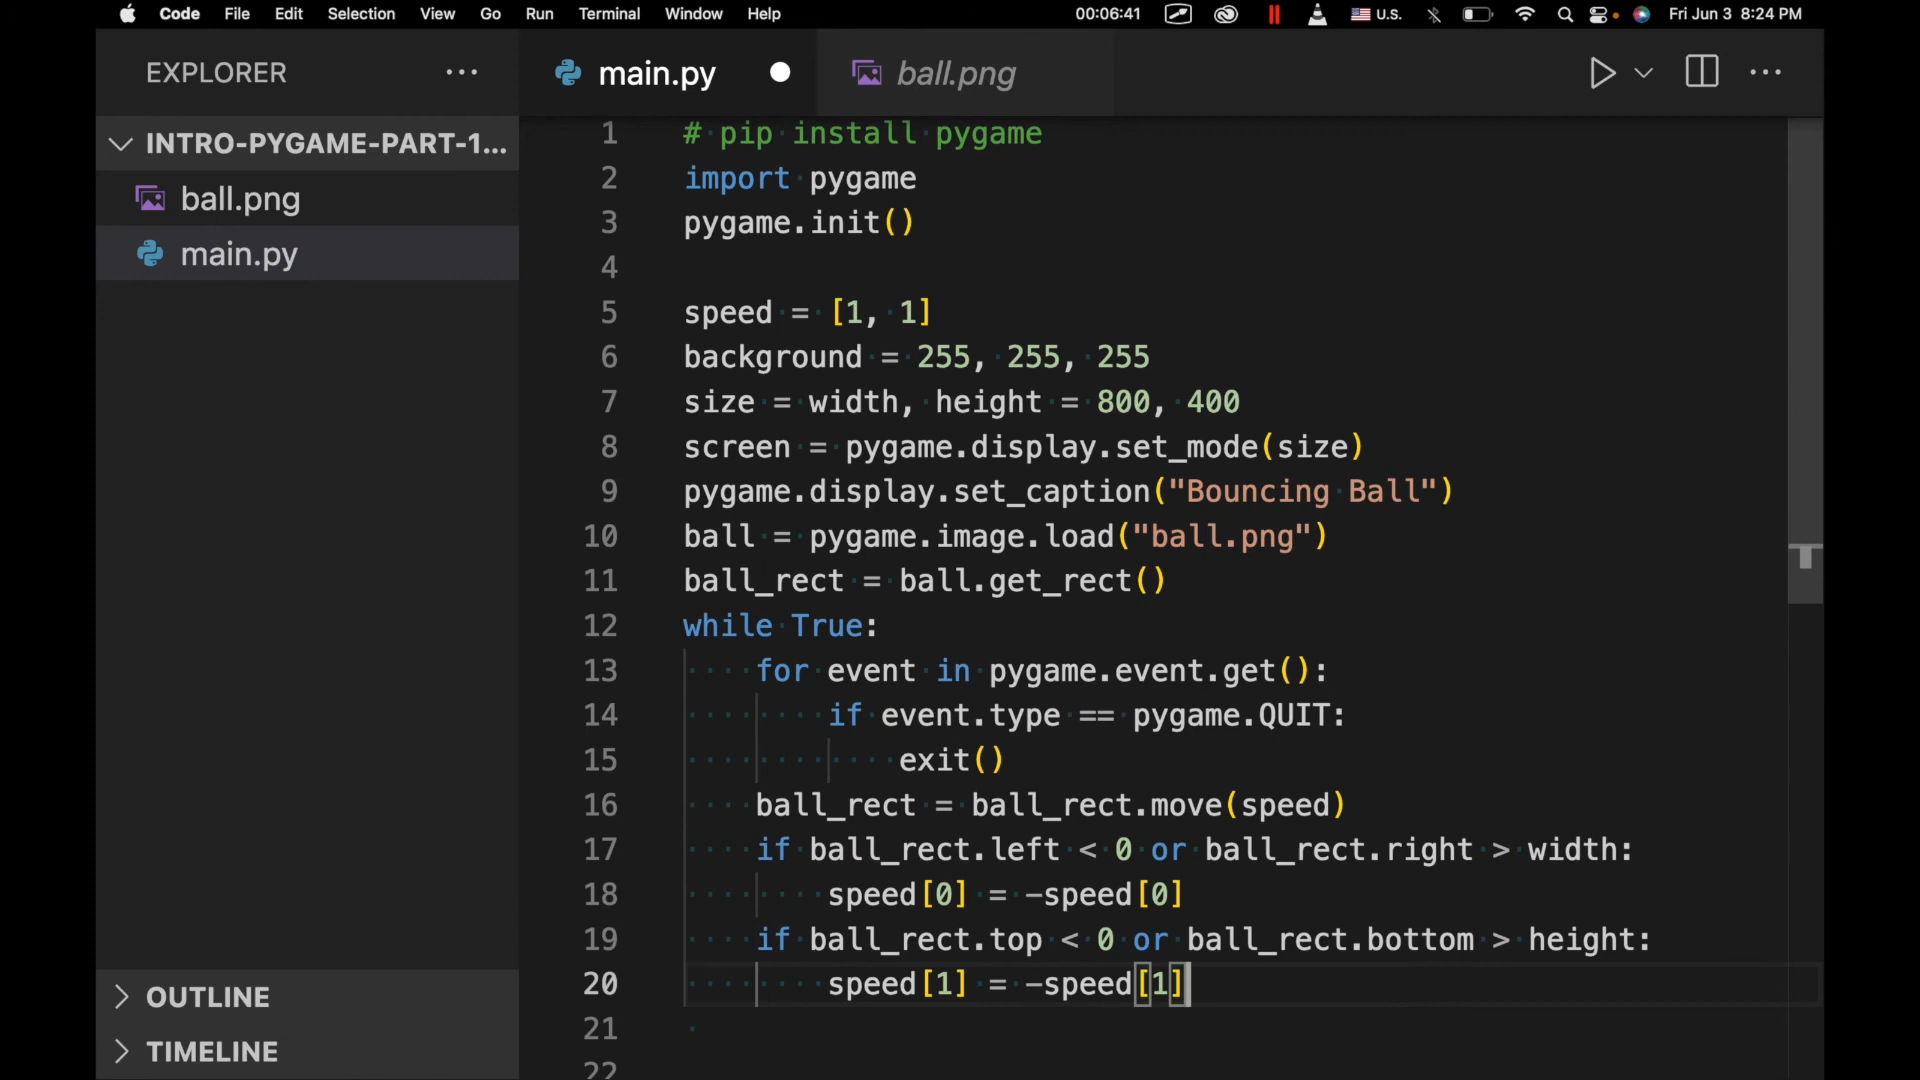 Code File Edit Selection View Go Run Terminal Window Help 00:06:41 U.S. Fri Jun 3 8:24 PM
EXPLORER ··· main.py ball.png ···
INTRO-PYGAME-PART-1...
ball.png
main.py
OUTLINE
TIMELINE
1 # pip install pygame
2 import pygame
3 pygame.init()
4
5 speed = [1, 1]
6 background = 255, 255, 255
7 size = width, height = 800, 400
8 screen = pygame.display.set_mode(size)
9 pygame.display.set_caption("Bouncing Ball")
10 ball = pygame.image.load("ball.png")
11 ball_rect = ball.get_rect()
12 while True:
13     for event in pygame.event.get():
14         if event.type == pygame.QUIT:
15             exit()
16     ball_rect = ball_rect.move(speed)
17     if ball_rect.left < 0 or ball_rect.right > width:
18         speed[0] = -speed[0]
19     if ball_rect.top < 0 or ball_rect.bottom > height:
20         speed[1] = -speed[1]
21
22